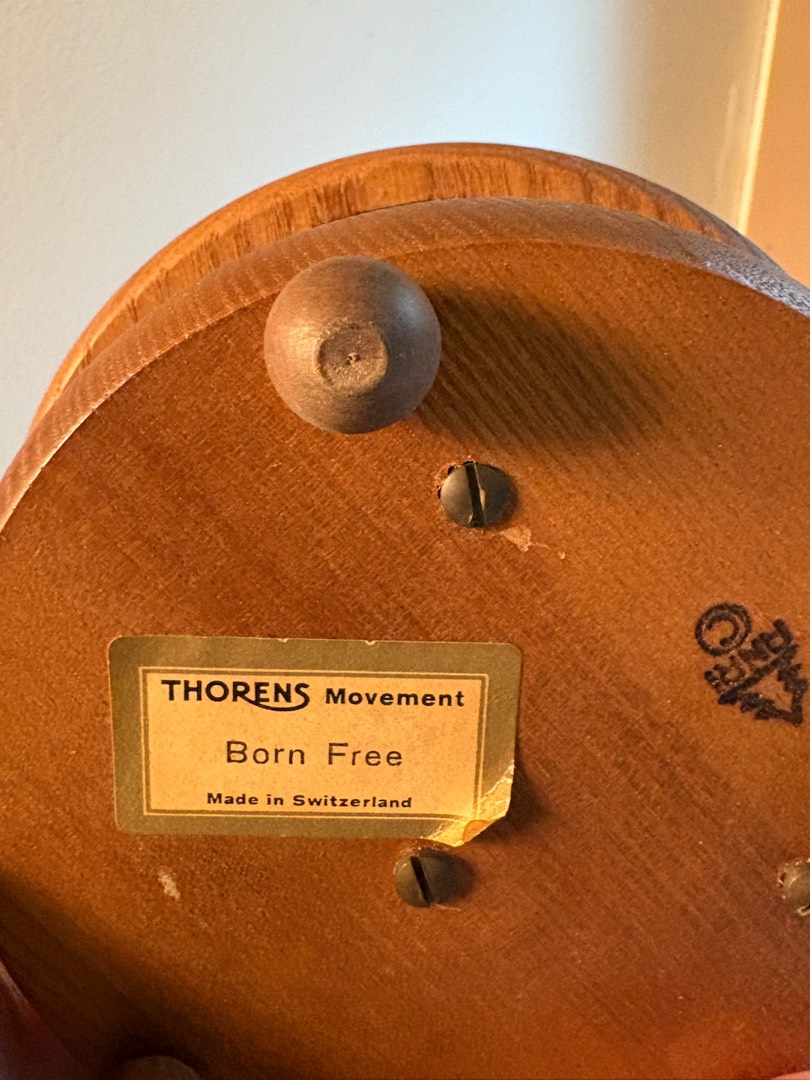 THORENS Movement
Born Free
Made in Switzerland
©